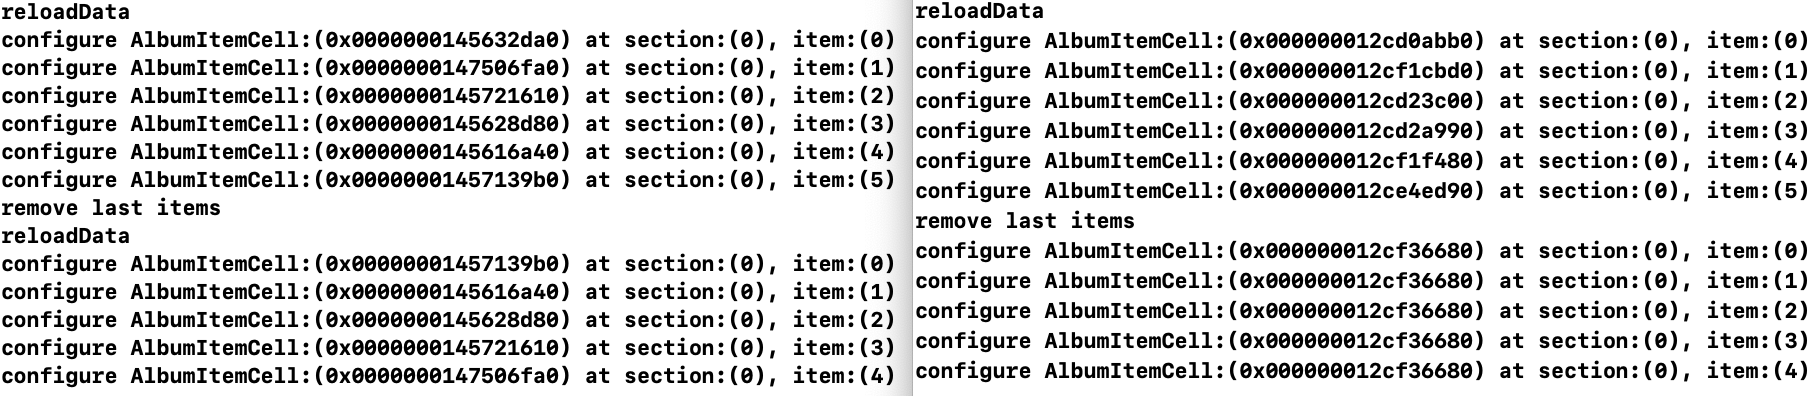 reloadData
configure AlbumItemCell:(0x0000000145632da0) at section:(0), item:(0)
configure AlbumItemCell:(0x0000000147506fa0) at section:(0), item:(1)
configure AlbumItemCell:(0x0000000145721610) at section:(0), item:(2)
configure AlbumItemCell:(0x0000000145628d80) at section:(0), item:(3)
configure AlbumItemCell:(0x0000000145616a40) at section:(0), item:(4)
configure AlbumItemCell:(0x00000001457139b0) at section:(0), item:(5)
remove last items
reloadData
configure AlbumItemCell:(0x00000001457139b0) at section:(0), item:(0)
configure AlbumItemCell:(0x0000000145616a40) at section:(0), item:(1)
configure AlbumItemCell:(0x0000000145628d80) at section:(0), item:(2)
configure AlbumItemCell:(0x0000000145721610) at section:(0), item:(3)
configure AlbumItemCell:(0x0000000147506fa0) at section:(0), item:(4)
reloadData
configure AlbumItemCell:(0x000000012cd0abb0) at section:(0), item:(0)
configure AlbumItemCell:(0x000000012cf1cbd0) at section:(0), item:(1)
configure AlbumItemCell:(0x000000012cd23c00) at section:(0), item:(2)
configure AlbumItemCell:(0x000000012cd2a990) at section:(0), item:(3)
configure AlbumItemCell:(0x000000012cf1f480) at section:(0), item:(4)
configure AlbumItemCell:(0x000000012ce4ed90) at section:(0), item:(5)
remove last items
configure AlbumItemCell:(0x000000012cf36680) at section:(0), item:(0)
configure AlbumItemCell:(0x000000012cf36680) at section:(0), item:(1)
configure AlbumItemCell:(0x000000012cf36680) at section:(0), item:(2)
configure AlbumItemCell:(0x000000012cf36680) at section:(0), item:(3)
configure AlbumItemCell:(0x000000012cf36680) at section:(0), item:(4)